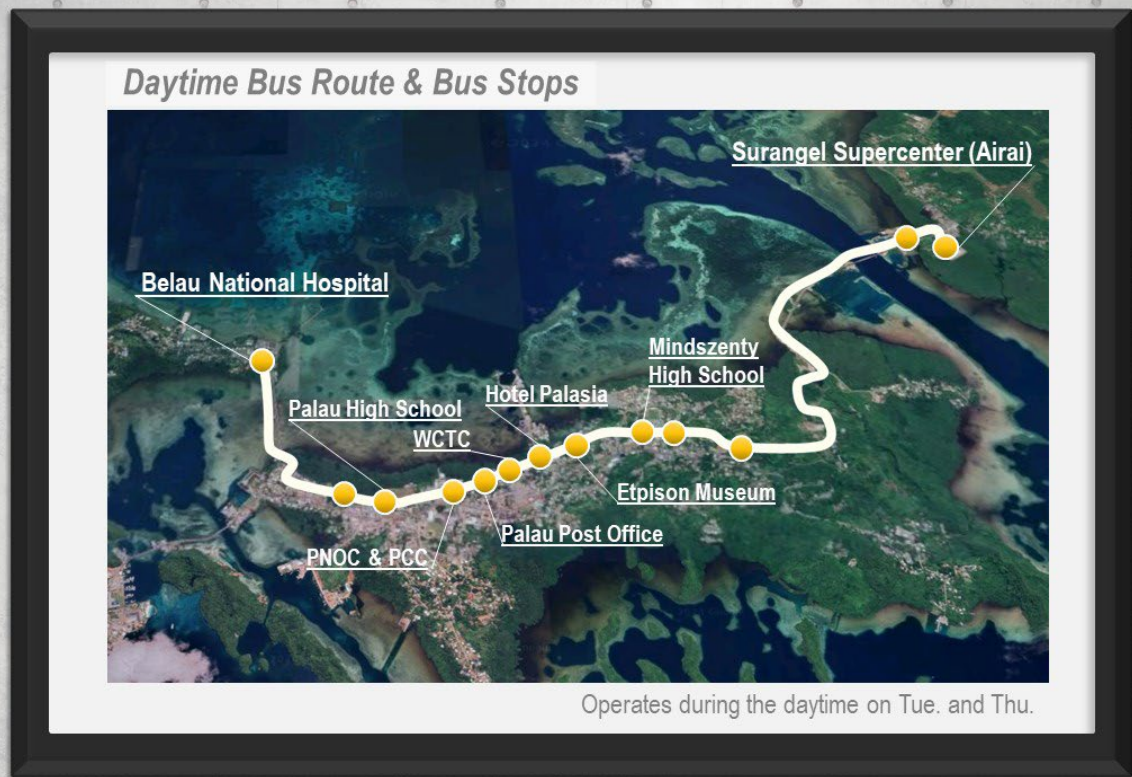 Daytime Bus Route & Bus Stops
Surangel Supercenter (Airai)
Belau National Hospital
Mindszenty
High School
Hotel Palasia
Palau High School
WCTC
Etpison Museum
Palau Post Office
PNOC & PCC
Operates during the daytime on Tue. and Thu.